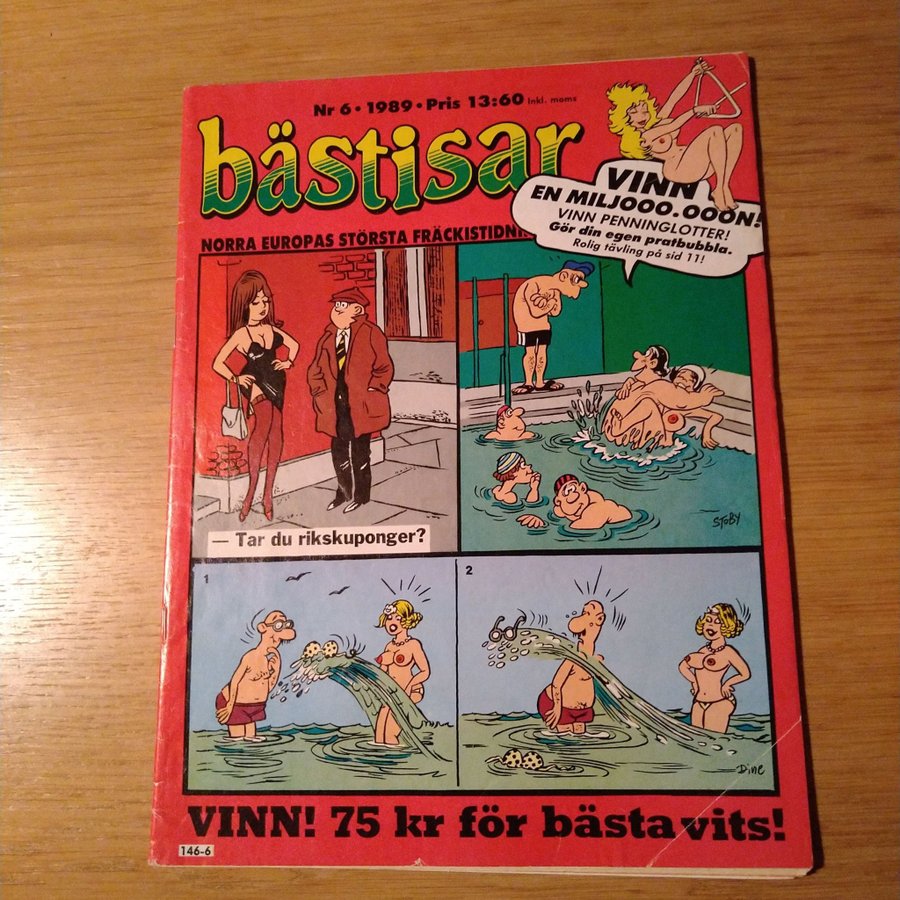 Nr 6 • 1989 • Pris 13:60 Inkl. moms
bästisar
NORRA EUROPAS STÖRSTA
VINN
EN MILJOOO.OOON!
VINN PENNINGLOTTER!
Gör din egen pratbubbla.
Rolig tävling på sid 11!
— Tar du rikskuponger?
STOBY
1
2
Dine
VINN! 75 kr för bästa vits!
146-6